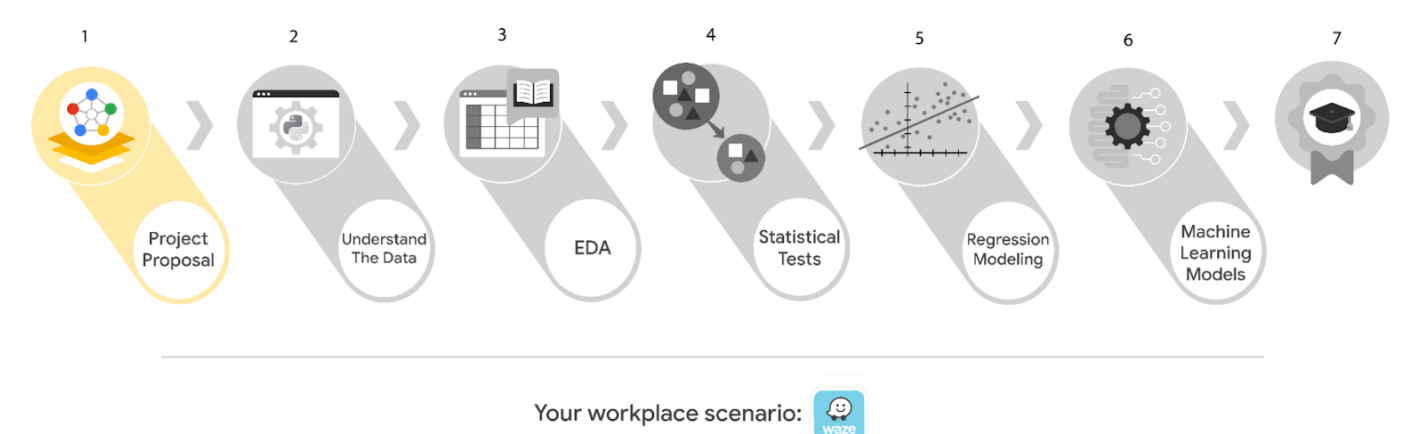 1 2 3 4 5 6 7
Project
Proposal
Understand
The Data
EDA
Statistical
Tests
Regression
Modeling
Machine
Learning
Models
Your workplace scenario:
waze